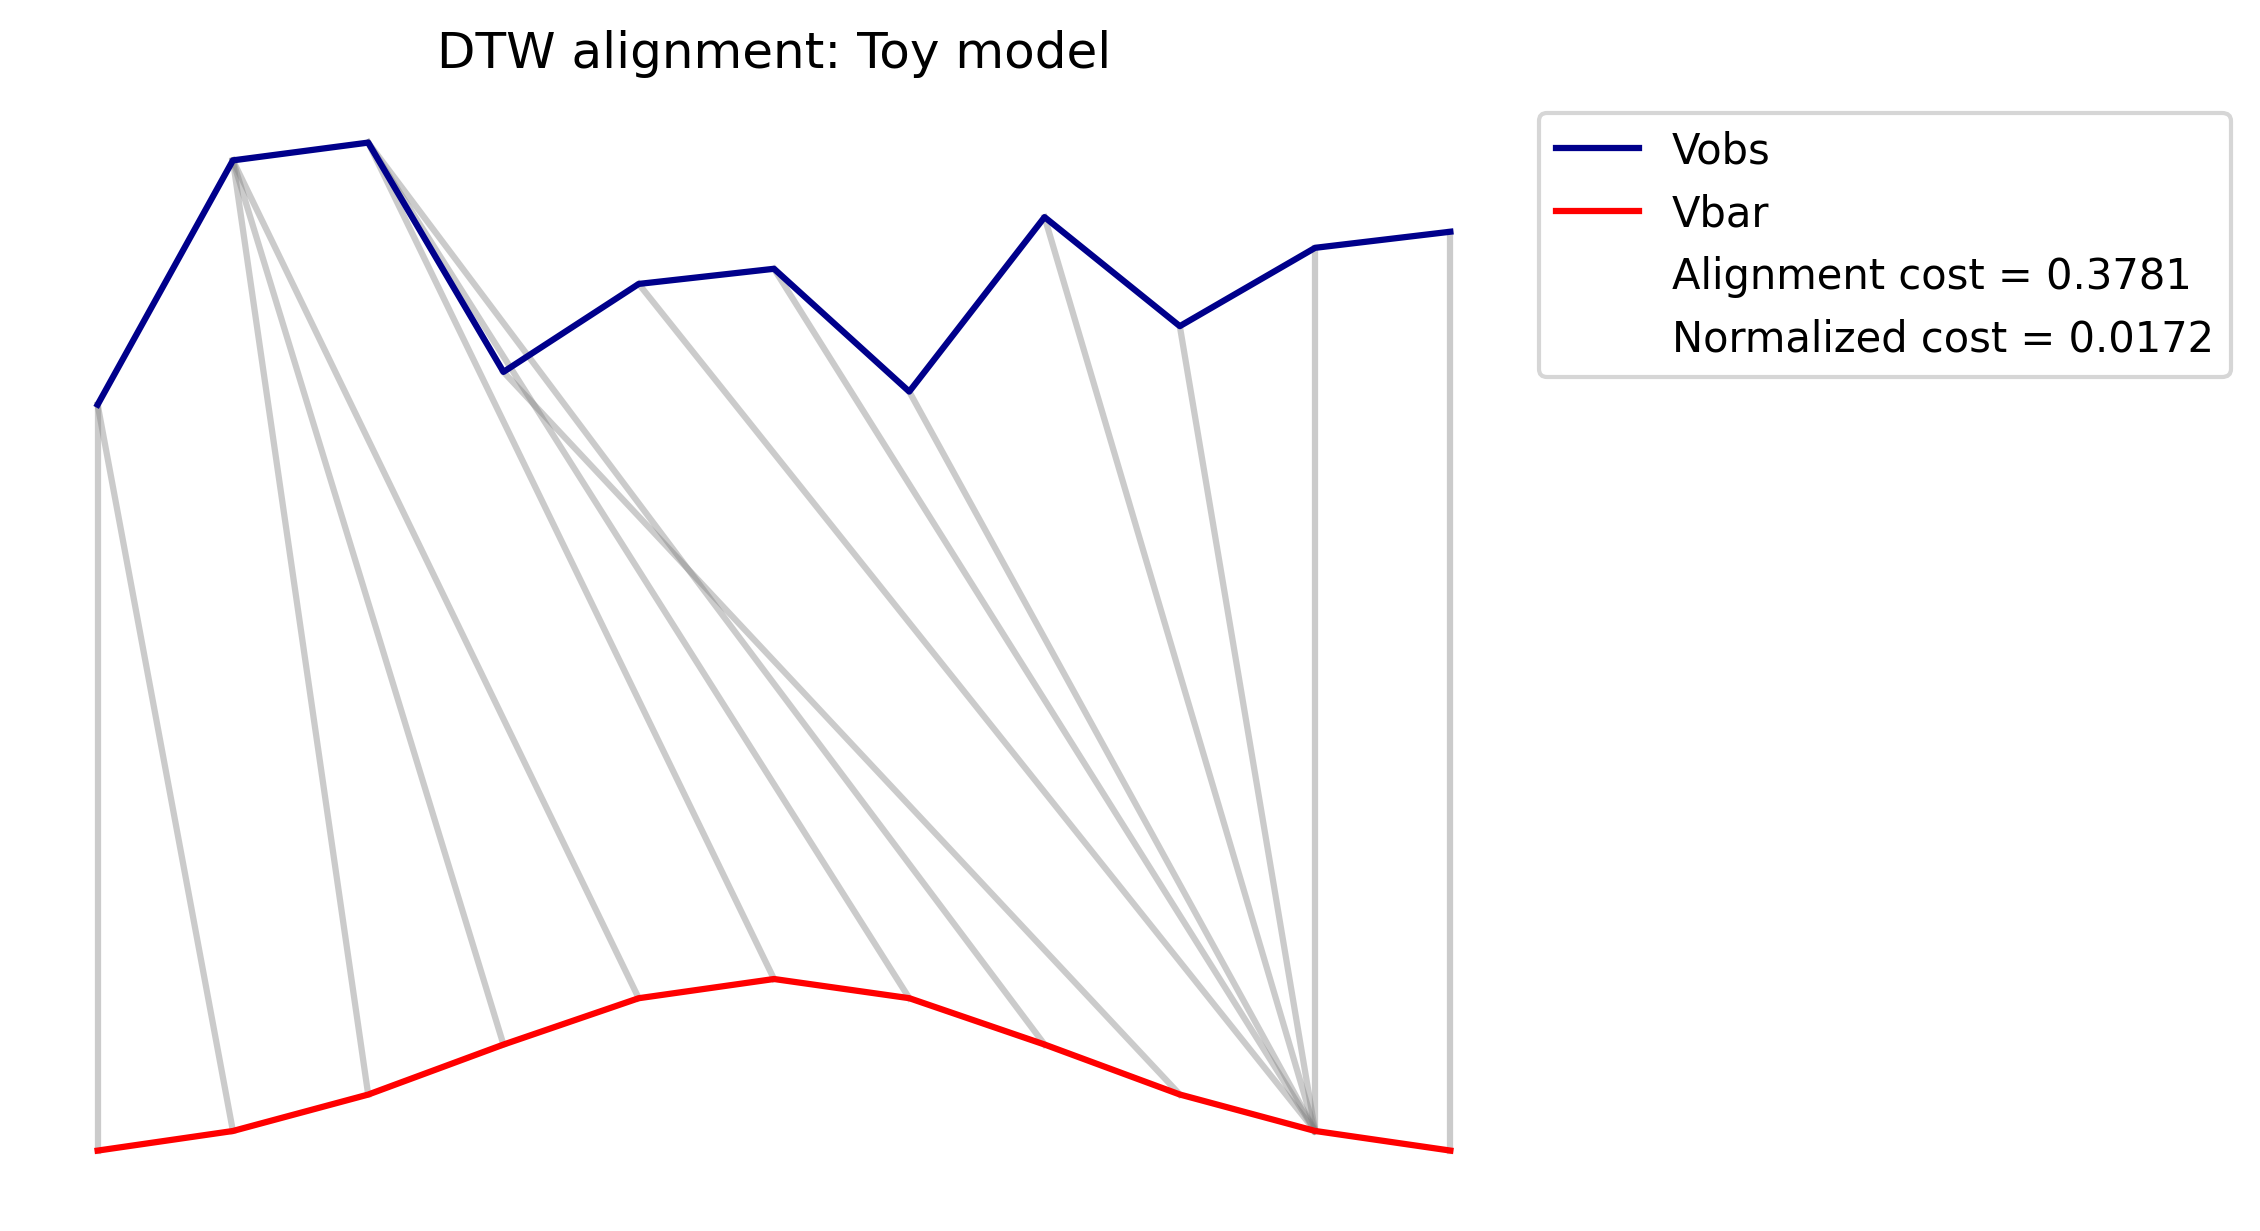 DTW alignment: Toy model
Vobs
Vbar
Alignment cost = 0.3781
Normalized cost = 0.0172